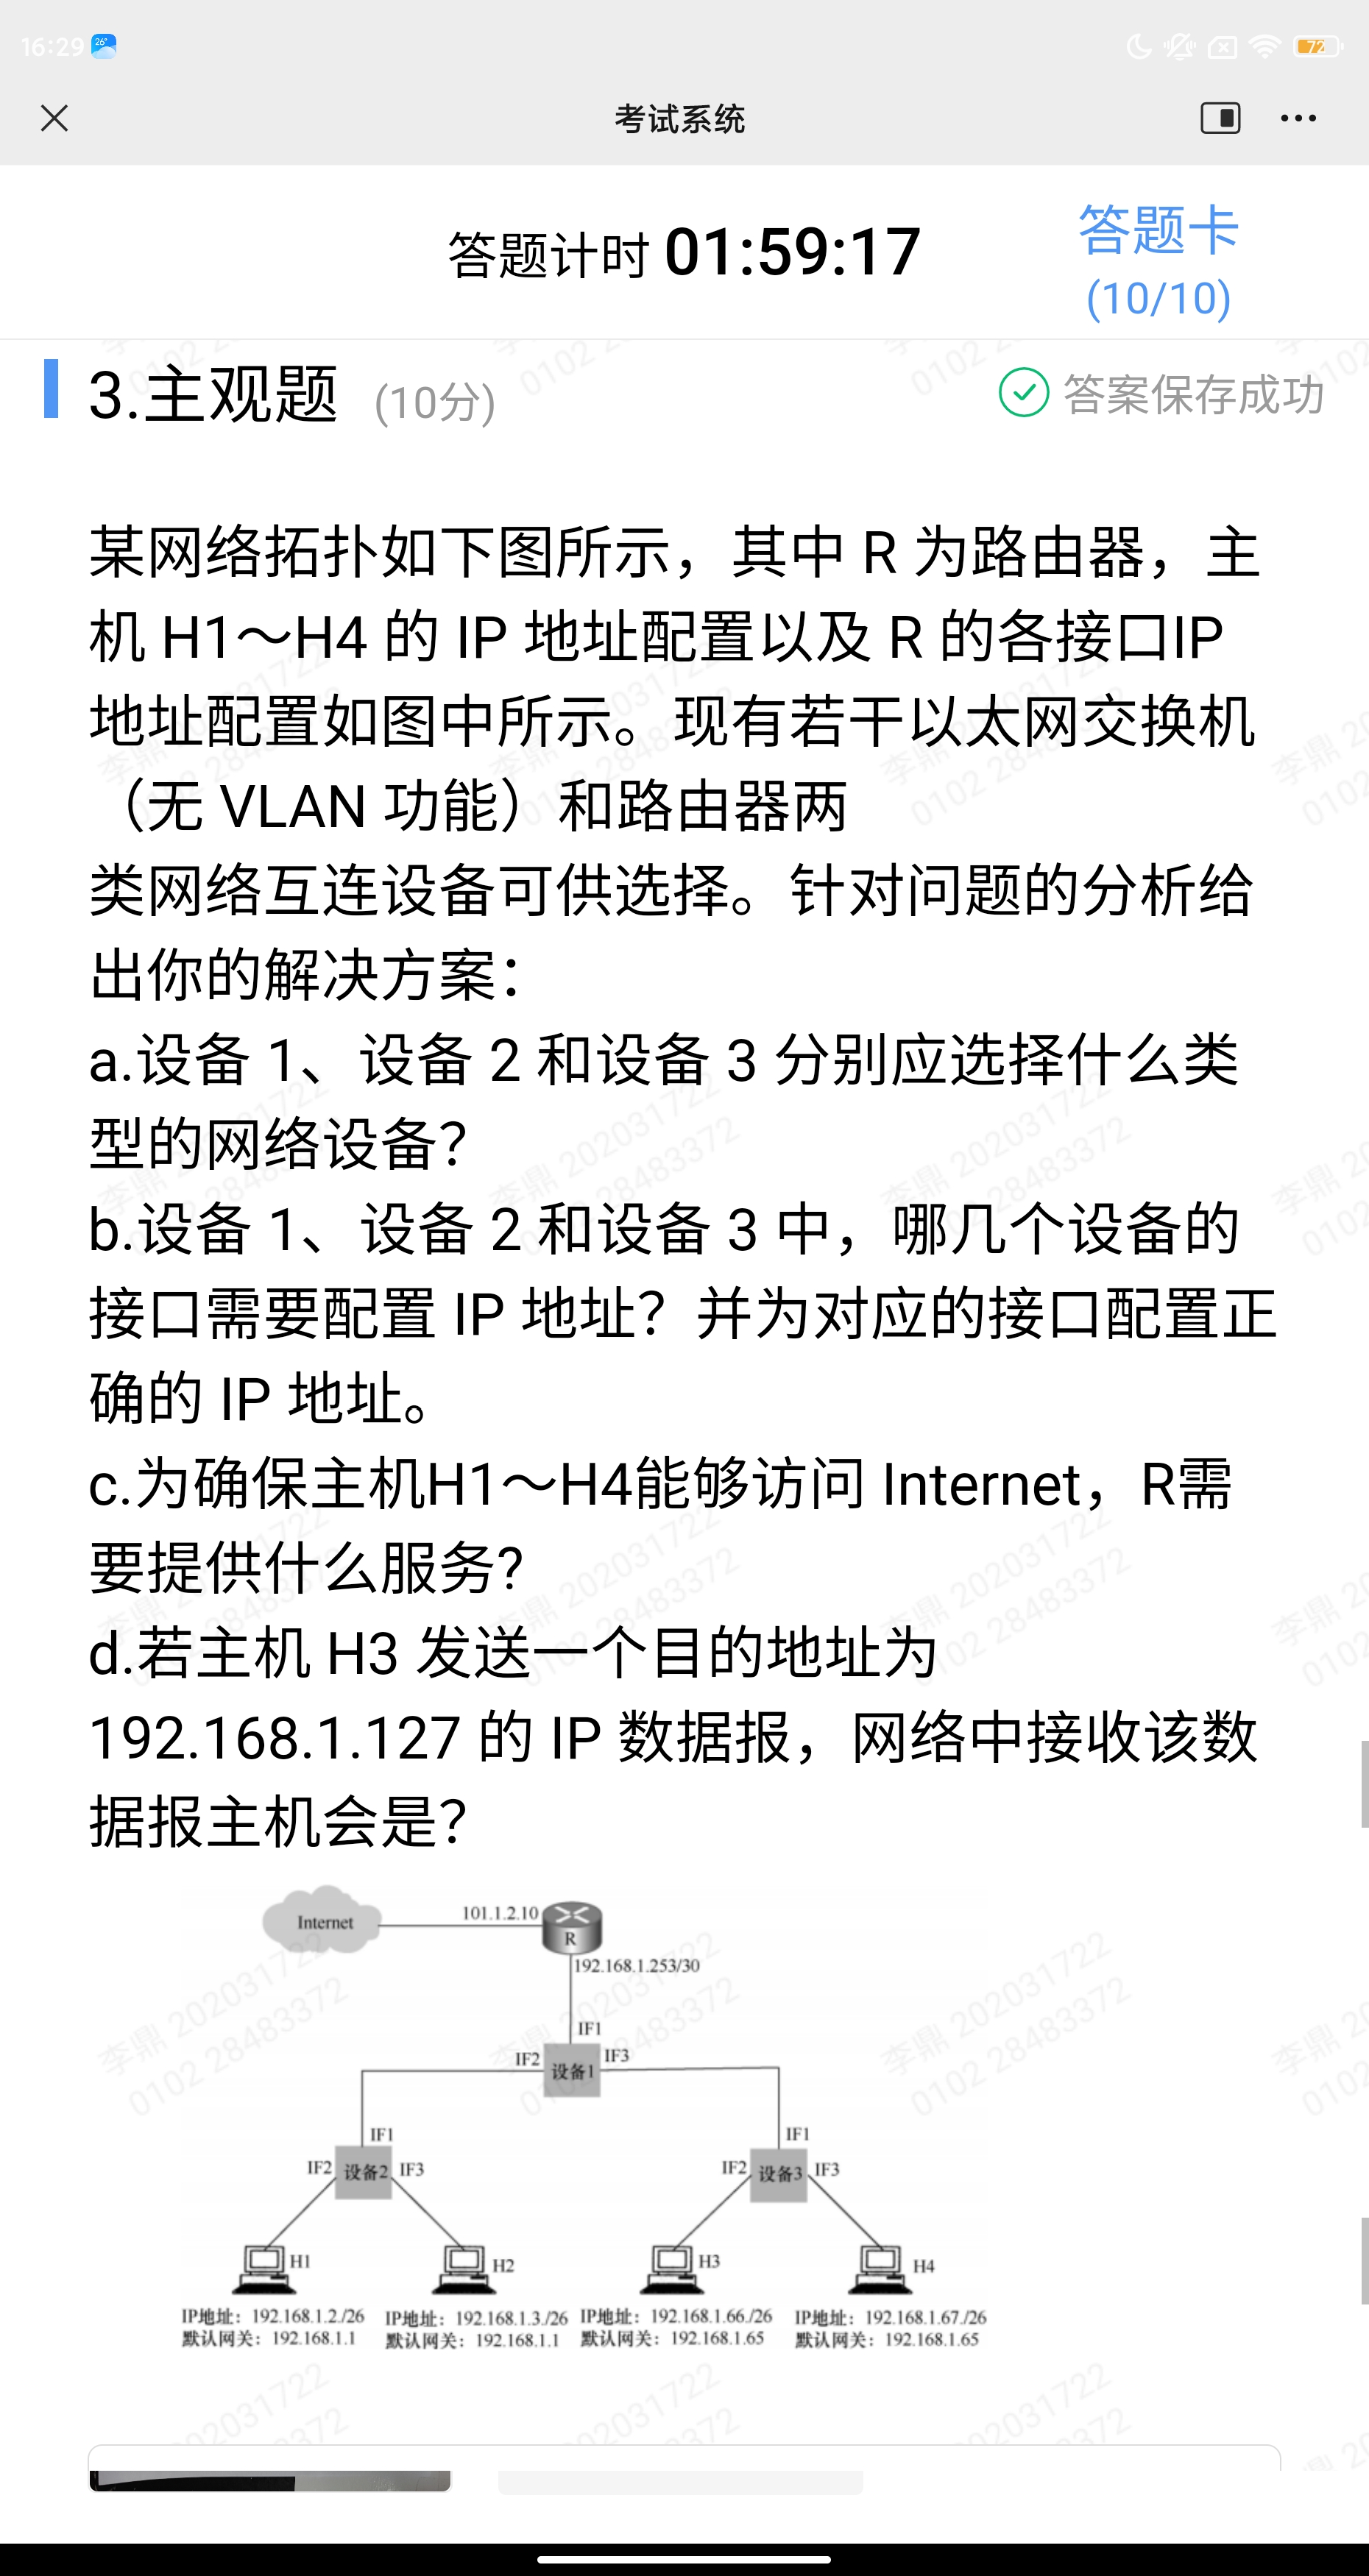 16:29
26°
72
考试系统
答题计时 01:59:17
答题卡
(10/10)
3.主观题 (10分)
答案保存成功
某网络拓扑如下图所示，其中 R 为路由器，主
机 H1～H4 的 IP 地址配置以及 R 的各接口IP
地址配置如图中所示。现有若干以太网交换机
（无 VLAN 功能）和路由器两
类网络互连设备可供选择。针对问题的分析给
出你的解决方案：
a.设备 1、设备 2 和设备 3 分别应选择什么类
型的网络设备？
b.设备 1、设备 2 和设备 3 中，哪几个设备的
接口需要配置 IP 地址？并为对应的接口配置正
确的 IP 地址。
c.为确保主机H1～H4能够访问 Internet，R需
要提供什么服务?
d.若主机 H3 发送一个目的地址为
192.168.1.127 的 IP 数据报，网络中接收该数
据报主机会是？
Internet
101.1.2.10
R
192.168.1.253/30
IF1
IF2
设备1
IF3
IF1
IF2
设备2
IF3
IF1
IF2
设备3
IF3
H1
H2
H3
H4
IP地址：192.168.1.2./26
默认网关：192.168.1.1
IP地址：192.168.1.3./26
默认网关：192.168.1.1
IP地址：192.168.1.66./26
默认网关：192.168.1.65
IP地址：192.168.1.67./26
默认网关：192.168.1.65
李鼎 202031722
0102 28483372